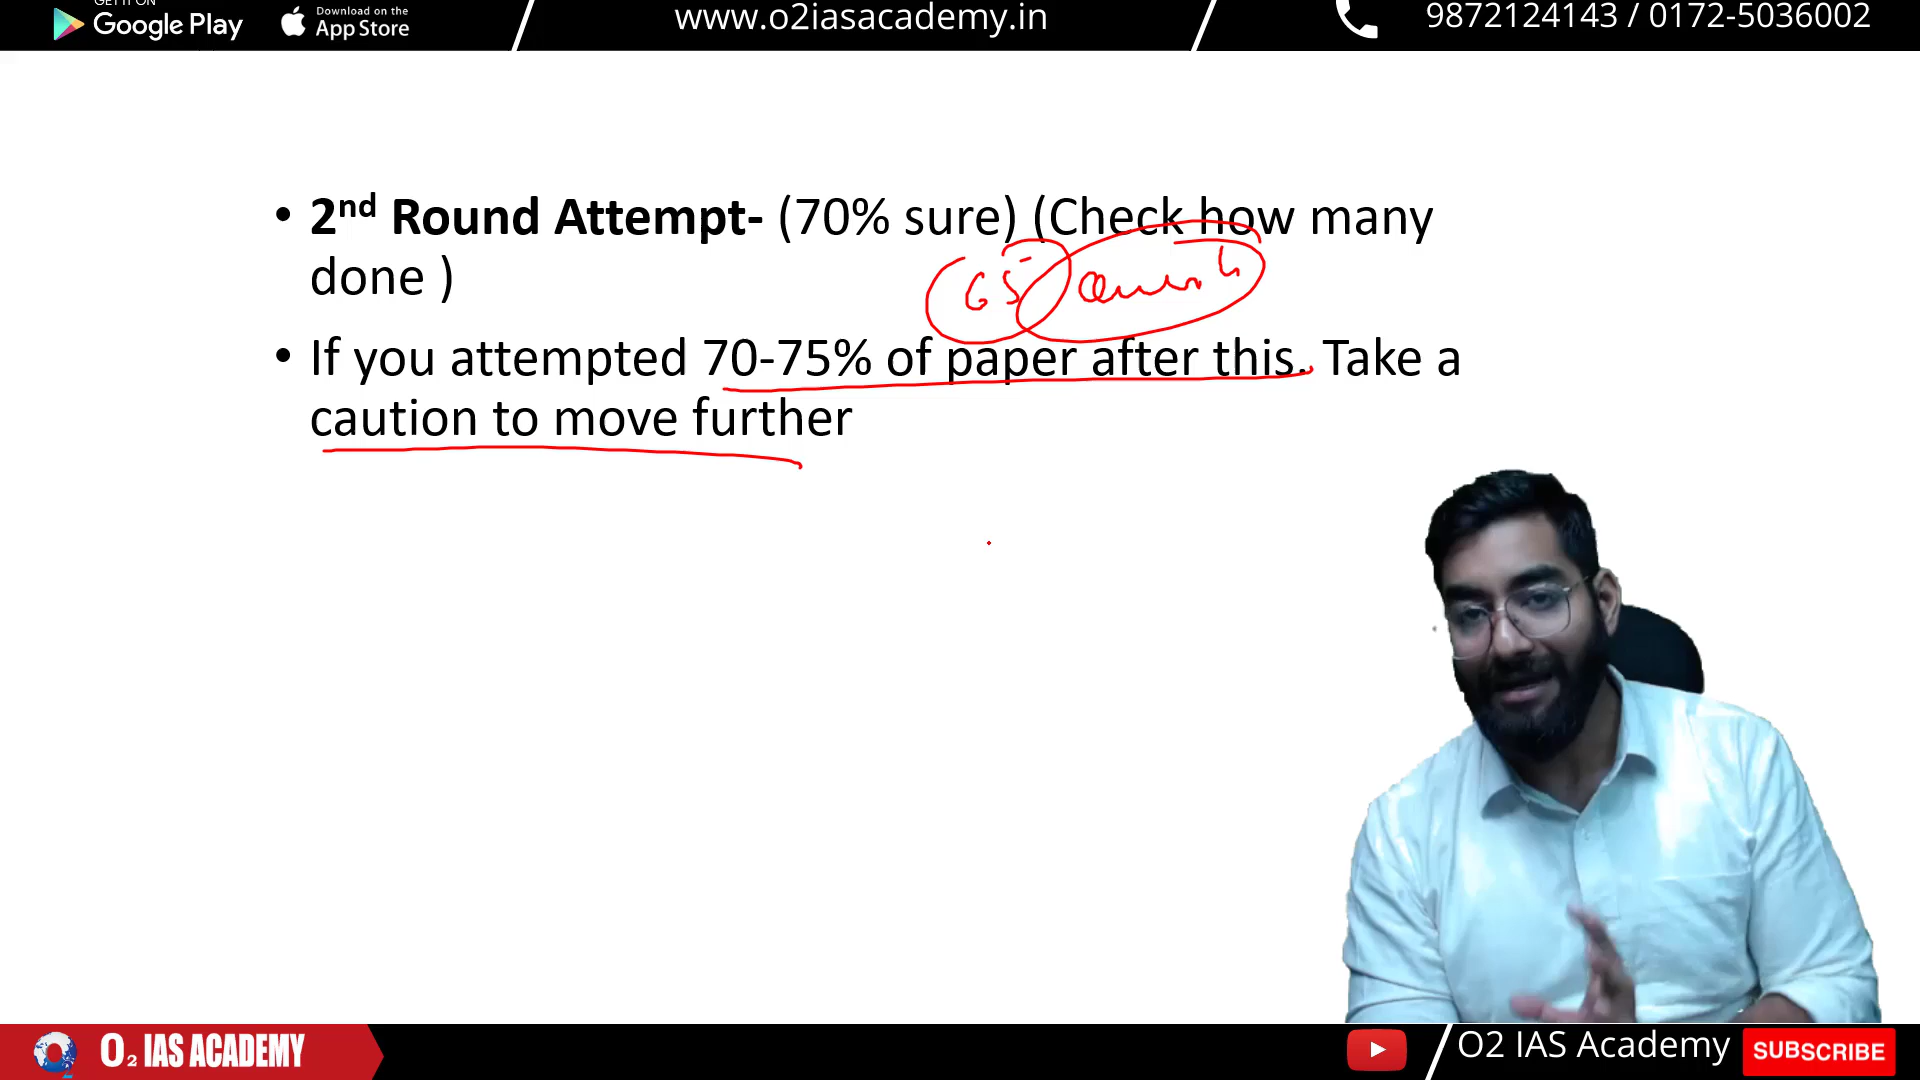 GET IT ON
Google Play
Download on the
App Store
www.o2iasacademy.in
9872124143 / 0172-5036002
• 2nd Round Attempt- (70% sure) (Check how many
done )
65
• If you attempted 70-75% of paper after this. Take a
caution to move further
O2 IAS ACADEMY
O2 IAS Academy
SUBSCRIBE